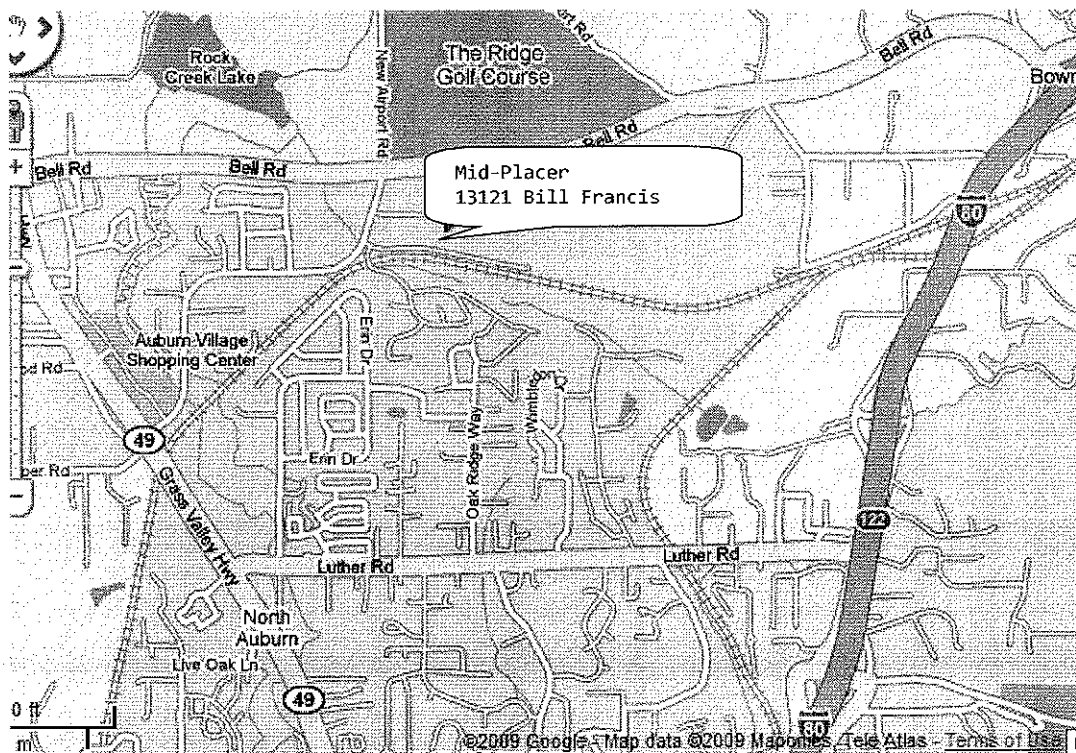 Rock
Creek Lake
New Airport Rd
The Ridge
Golf Course
Bell Rd
Bell Rd
Bell Rd
Bell Rd
Mid-Placer
13121 Bill Francis
80
Auburn Village
Shopping Center
Erin Dr
Wimbledon
Oak Ridge Way
49
Erin Dr
Grass Valley Hwy
122
Luther Rd
Luther Rd
North
Auburn
Live Oak Ln
49
80
0 ft
©2009 Google - Map data ©2009 Tele Atlas - Terms of Use